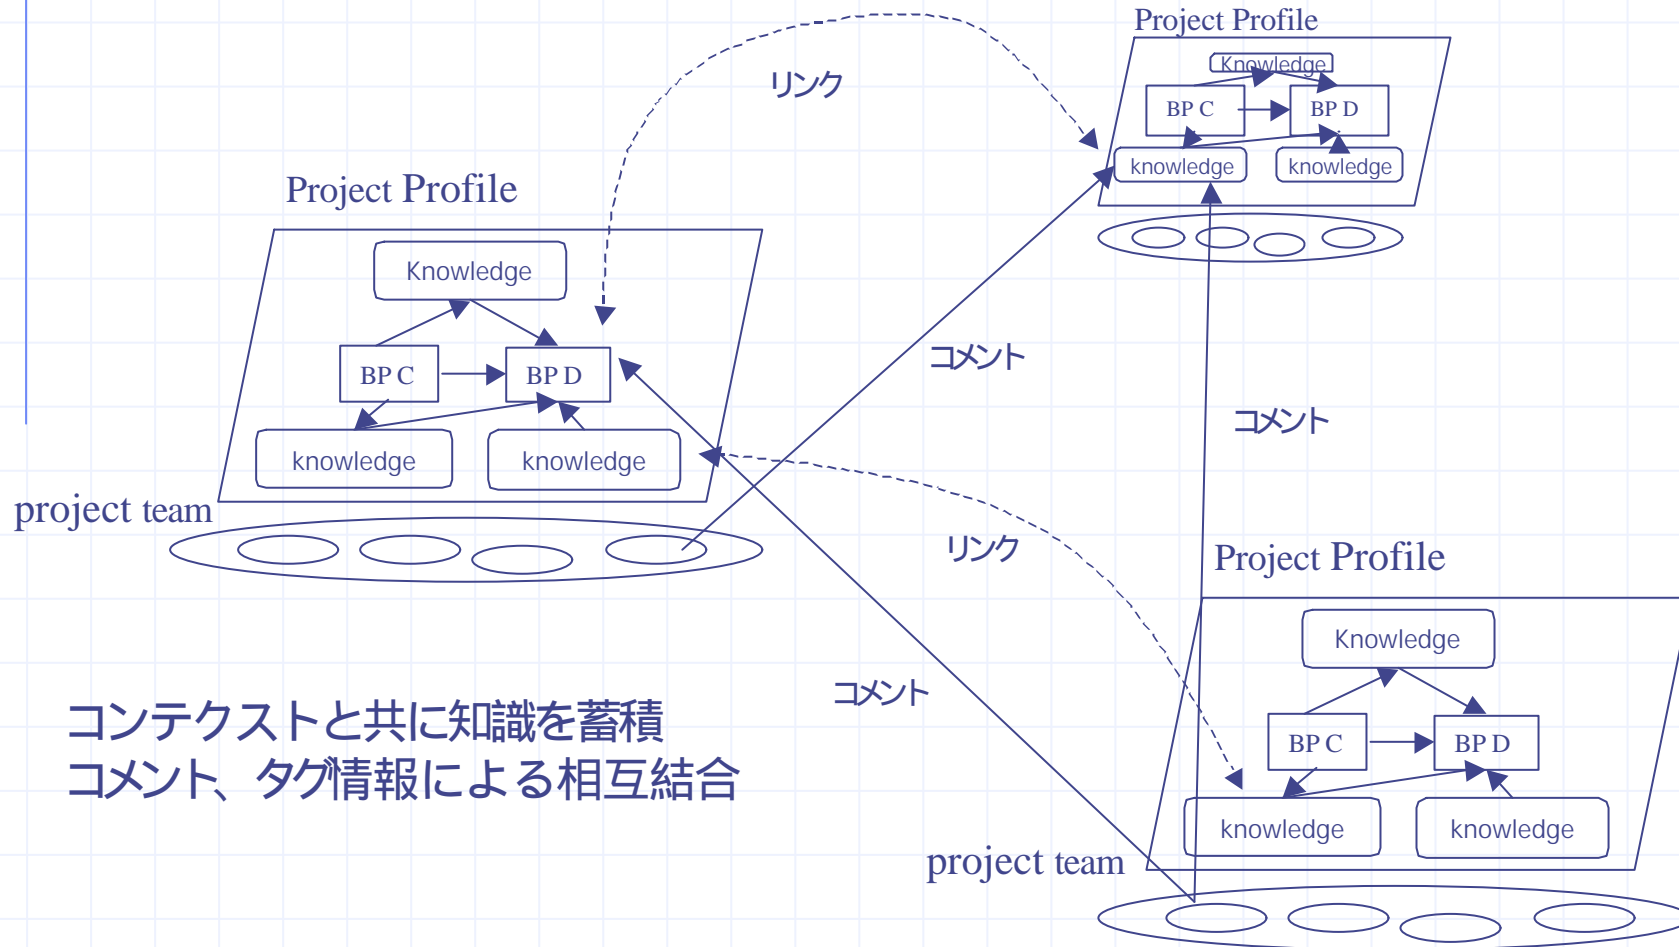 Project Profile
Knowledge
BP C
BP D
knowledge
knowledge
リンク
Project Profile
Knowledge
BP C
BP D
knowledge
knowledge
project team
コメント
コメント
リンク
コメント
Project Profile
Knowledge
BP C
BP D
knowledge
knowledge
project team
コンテクストと共に知識を蓄積
コメント、タグ情報による相互結合